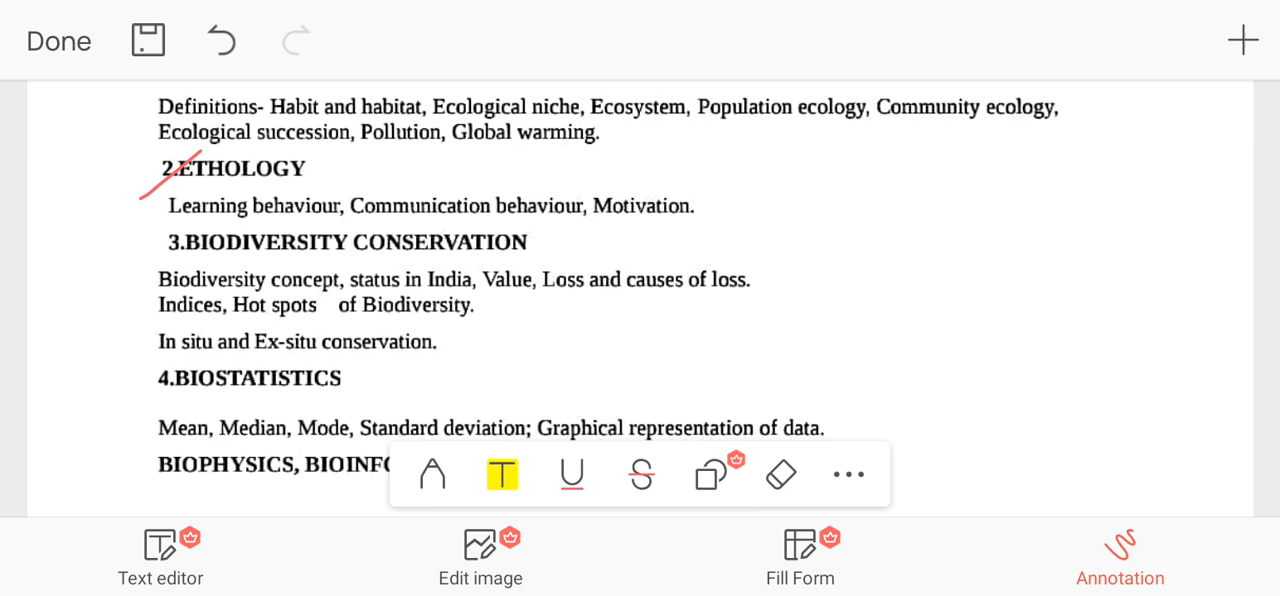 Done
Definitions- Habit and habitat, Ecological niche, Ecosystem, Population ecology, Community ecology,
Ecological succession, Pollution, Global warming.
2.ETHOLOGY
Learning behaviour, Communication behaviour, Motivation.
3.BIODIVERSITY CONSERVATION
Biodiversity concept, status in India, Value, Loss and causes of loss.
Indices, Hot spots of Biodiversity.
In situ and Ex-situ conservation.
4.BIOSTATISTICS
Mean, Median, Mode, Standard deviation; Graphical representation of data.
BIOPHYSICS,
T U S
Text editor Edit image Fill Form Annotation